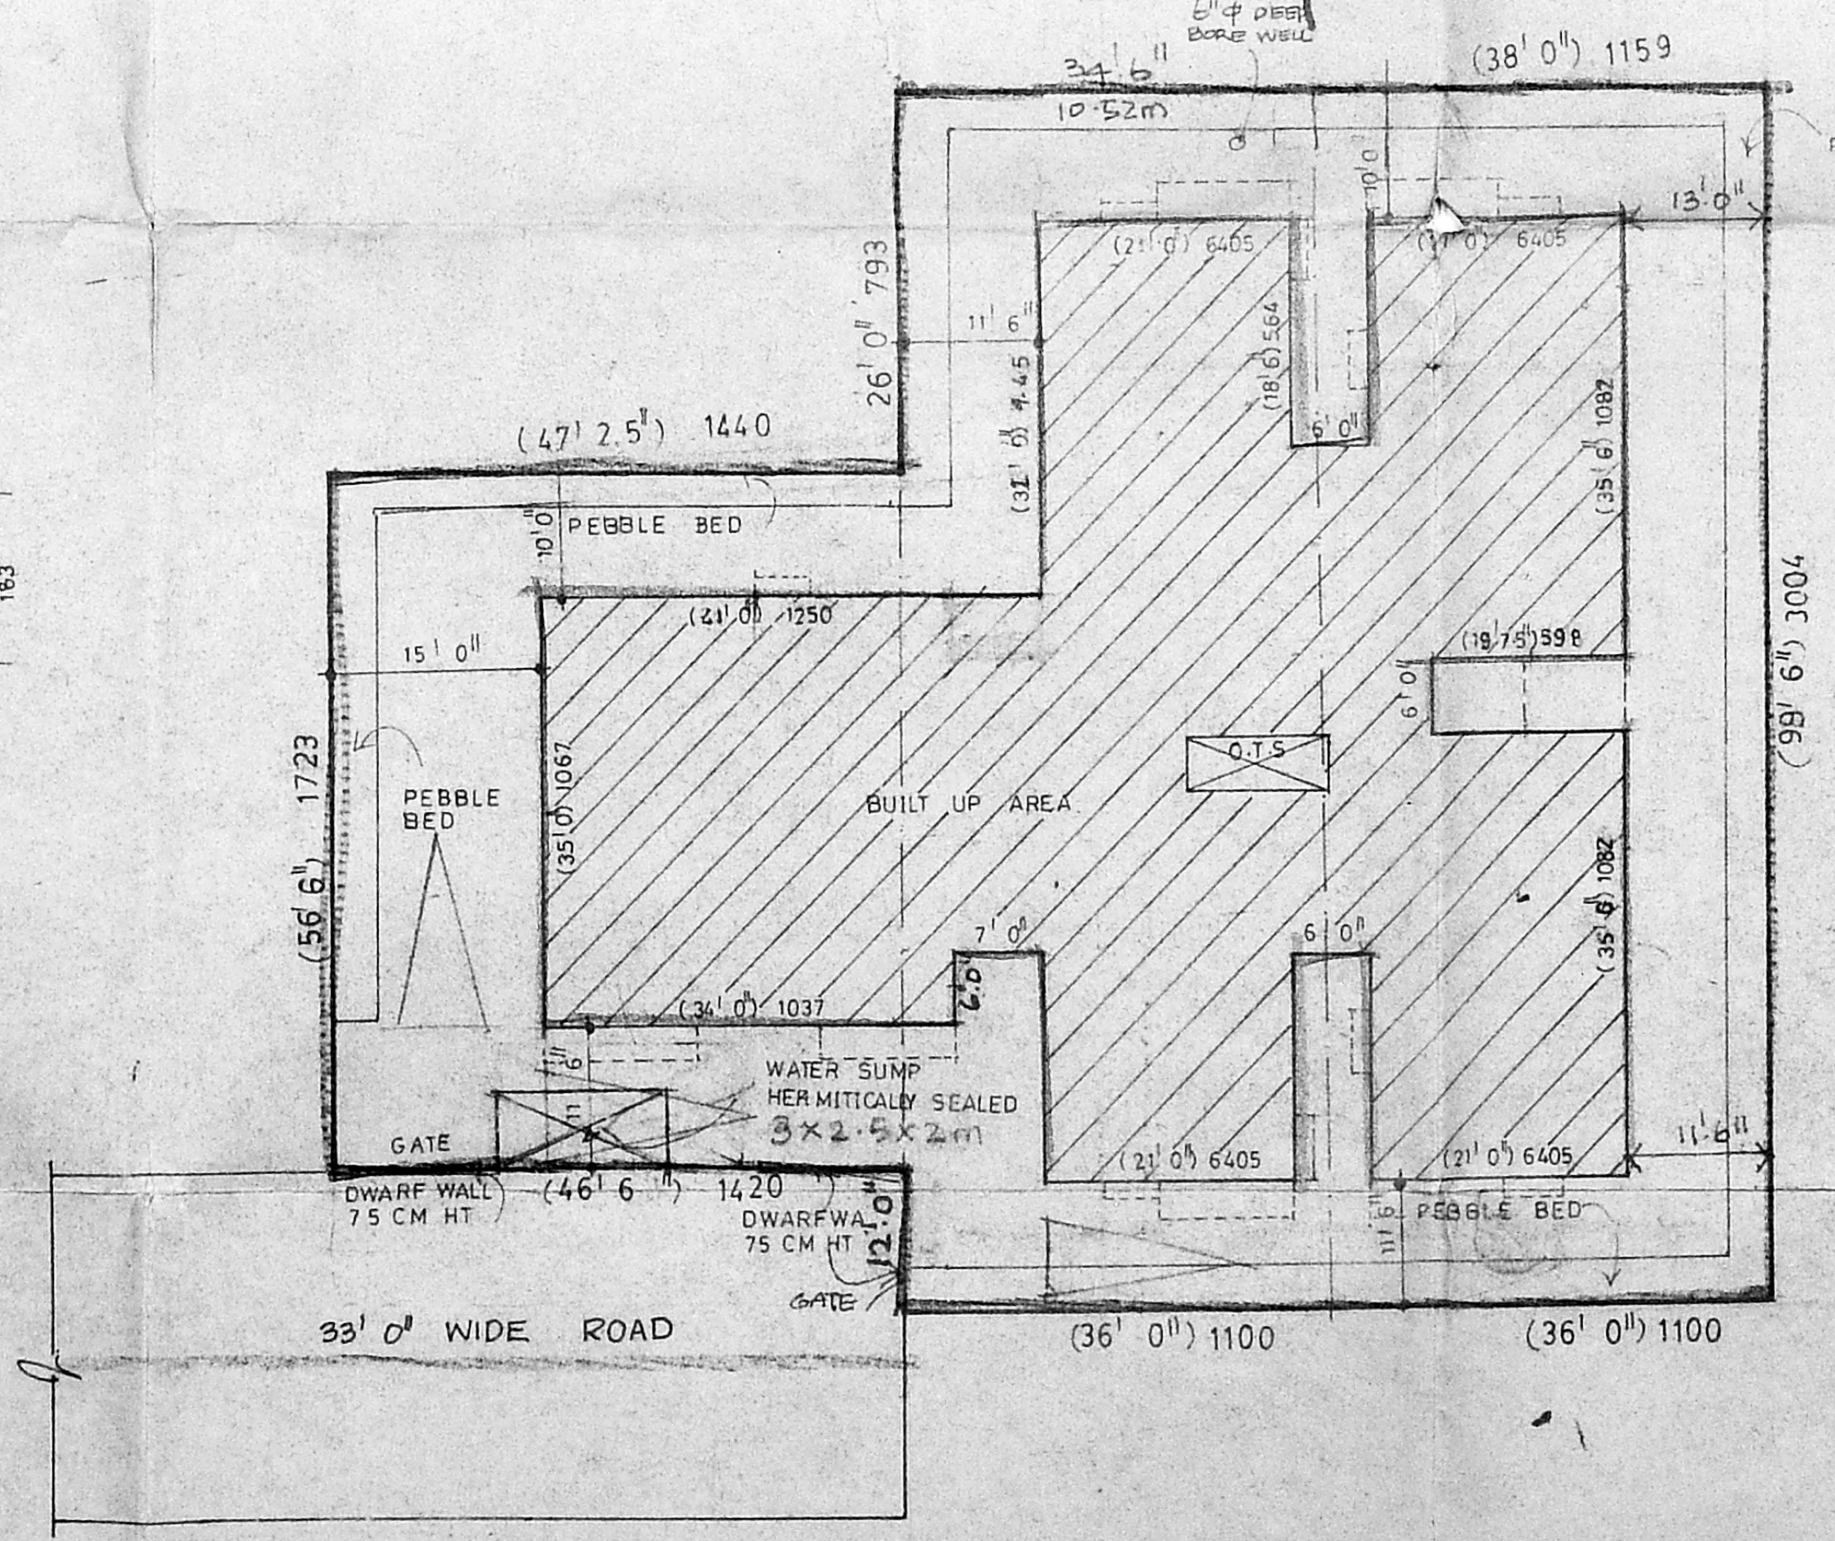 6"ϕ DEEP
BORE WELL
34' 6"
10.52m
(38' 0") 1159
10' 0
13' 0"
(21' 0") 6405
6405
26' 0" 793
11' 6"
(18' 6) 564
6' 0"
(35' 6") 1082
(47' 2.5") 1440
10' 0"
PEBBLE BED
(41' 0") 1250
(19' 7.5") 598
15' 0"
6' 0"
183
(56' 6") 1723
PEBBLE
BED
(35' 0) 1067
O.T.S
BUILT UP AREA
(35' 6") 1082
7' 0"
6' 0"
6' 0"
(34' 0") 1037
WATER SUMP
HERMITICALLY SEALED
3 x 2.5 x 2m
GATE
(21' 0") 6405
(21' 0") 6405
11' 6"
DWARF WALL
75 CM HT
(46' 6") 1420
DWARFWA
75 CM HT
12' 0"
GATE
11' 6"
PEBBLE BED
33' 0" WIDE ROAD
(36' 0") 1100
(36' 0") 1100